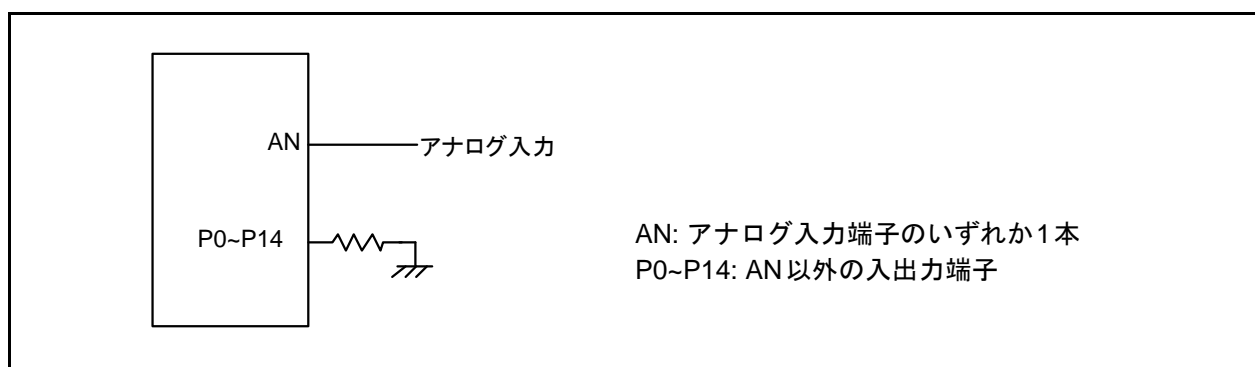 AN
アナログ入力
P0~P14
AN: アナログ入力端子のいずれか1本
P0~P14: AN以外の入出力端子